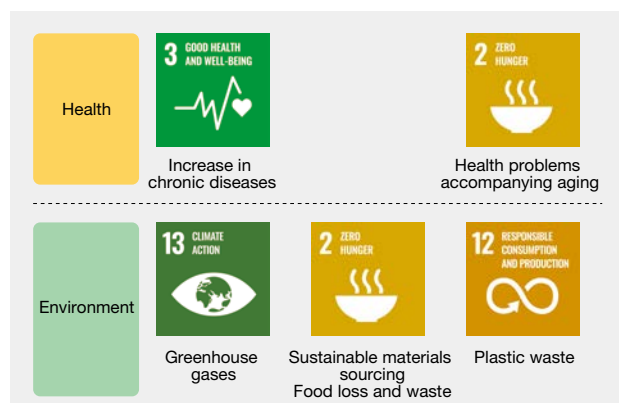 Health
3 GOOD HEALTH
AND WELL-BEING
Increase in
chronic diseases
2 ZERO
HUNGER
Health problems
accompanying aging
Environment
13 CLIMATE
ACTION
Greenhouse
gases
2 ZERO
HUNGER
Sustainable materials
sourcing
Food loss and waste
12 RESPONSIBLE
CONSUMPTION
AND PRODUCTION
Plastic waste